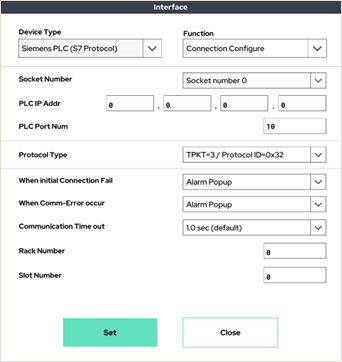 Interface
Device Type
Function
Siemens PLC (S7 Protocol)
Connection Configure
Socket Number
Socket number 0
PLC IP Addr
0 . 0 . 0 . 0
PLC Port Num
10
Protocol Type
TPKT=3 / Protocol ID=0x32
When initial Connection Fail
Alarm Popup
When Comm-Error occur
Alarm Popup
Communication Time out
1.0 sec (default)
Rack Number
0
Slot Number
0
Set
Close